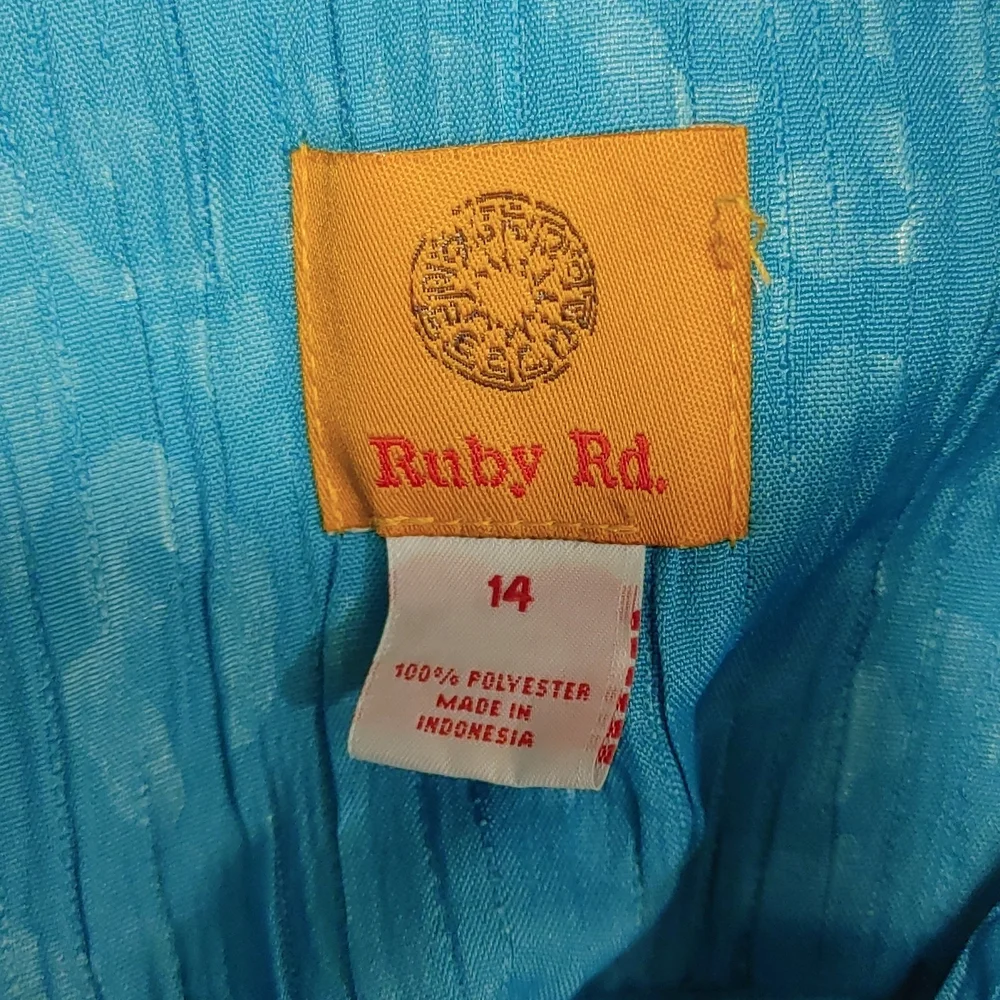 Ruby Rd.
14
100% POLYESTER
MADE IN
INDONESIA